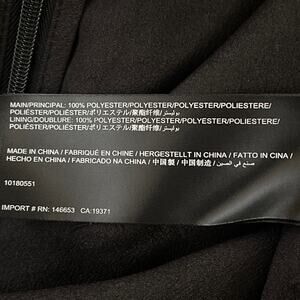 MAIN/PRINCIPAL: 100% POLYESTER/POLYESTER/POLYESTER/POLIESTERE/
POLIÉSTER/POLIÉSTER/ポリエステル/聚酯纤维/بوليستر
LINING/DOUBLURE: 100% POLYESTER/POLYESTER/POLYESTER/POLIESTERE/
POLIÉSTER/POLIÉSTER/ポリエステル/聚酯纤维/بوليستر
MADE IN CHINA / FABRIQUÉ EN CHINE / HERGESTELLT IN CHINA / FATTO IN CINA /
HECHO EN CHINA / FABRICADO NA CHINA / 中国製 / 中国制造 / صنع في الصين
10180551
IMPORT # RN: 146653 CA:19371